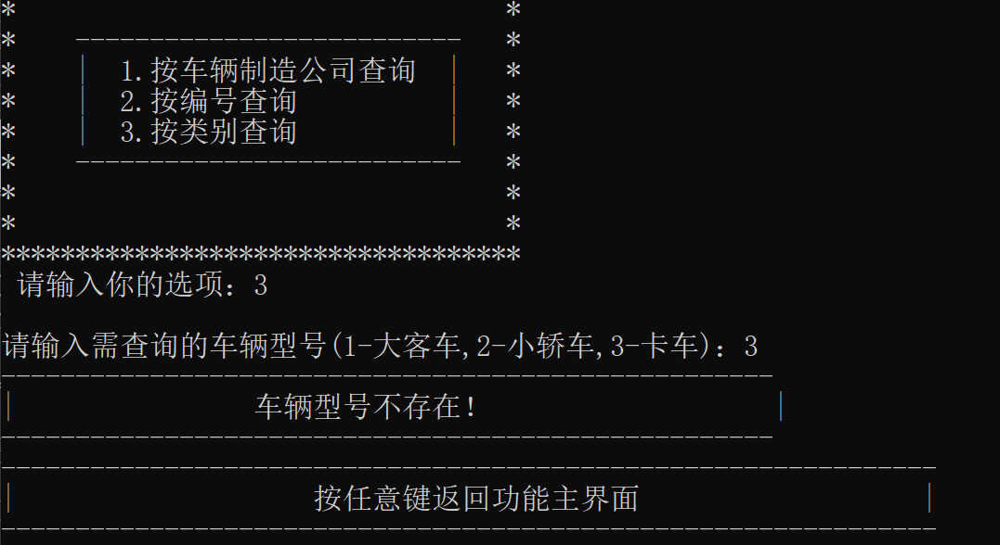 *                                 *
*    --------------------------   *
*    |  1.按车辆制造公司查询  |   *
*    |  2.按编号查询          |   *
*    |  3.按类别查询          |   *
*    --------------------------   *
*                                 *
*                                 *
***********************************
请输入你的选项：3
请输入需查询的车辆型号(1-大客车,2-小轿车,3-卡车)：3
----------------------------------------------------
|                车辆型号不存在!                    |
----------------------------------------------------
---------------------------------------------------------------
|                    按任意键返回功能主界面                   |
---------------------------------------------------------------